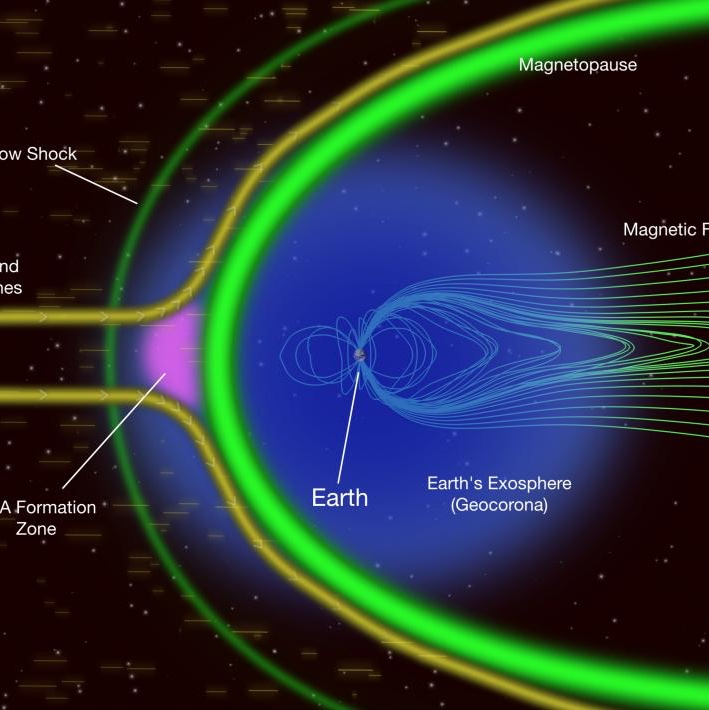 Magnetopause
ow Shock
Magnetic F
nd
nes
Earth's Exosphere
(Geocorona)
Earth
A Formation
Zone